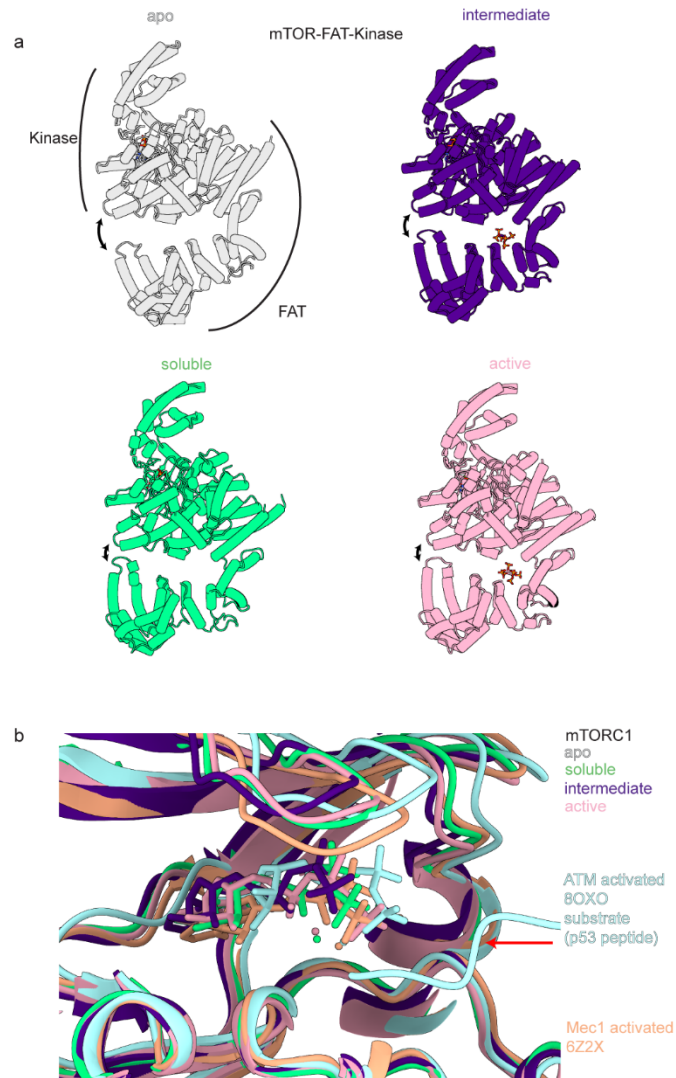 apo
intermediate
a
mTOR-FAT-Kinase
Kinase
FAT
soluble
active
b
mTORC1
apo
soluble
intermediate
active
ATM activated
8OXO
substrate
(p53 peptide)
Mec1 activated
6Z2X